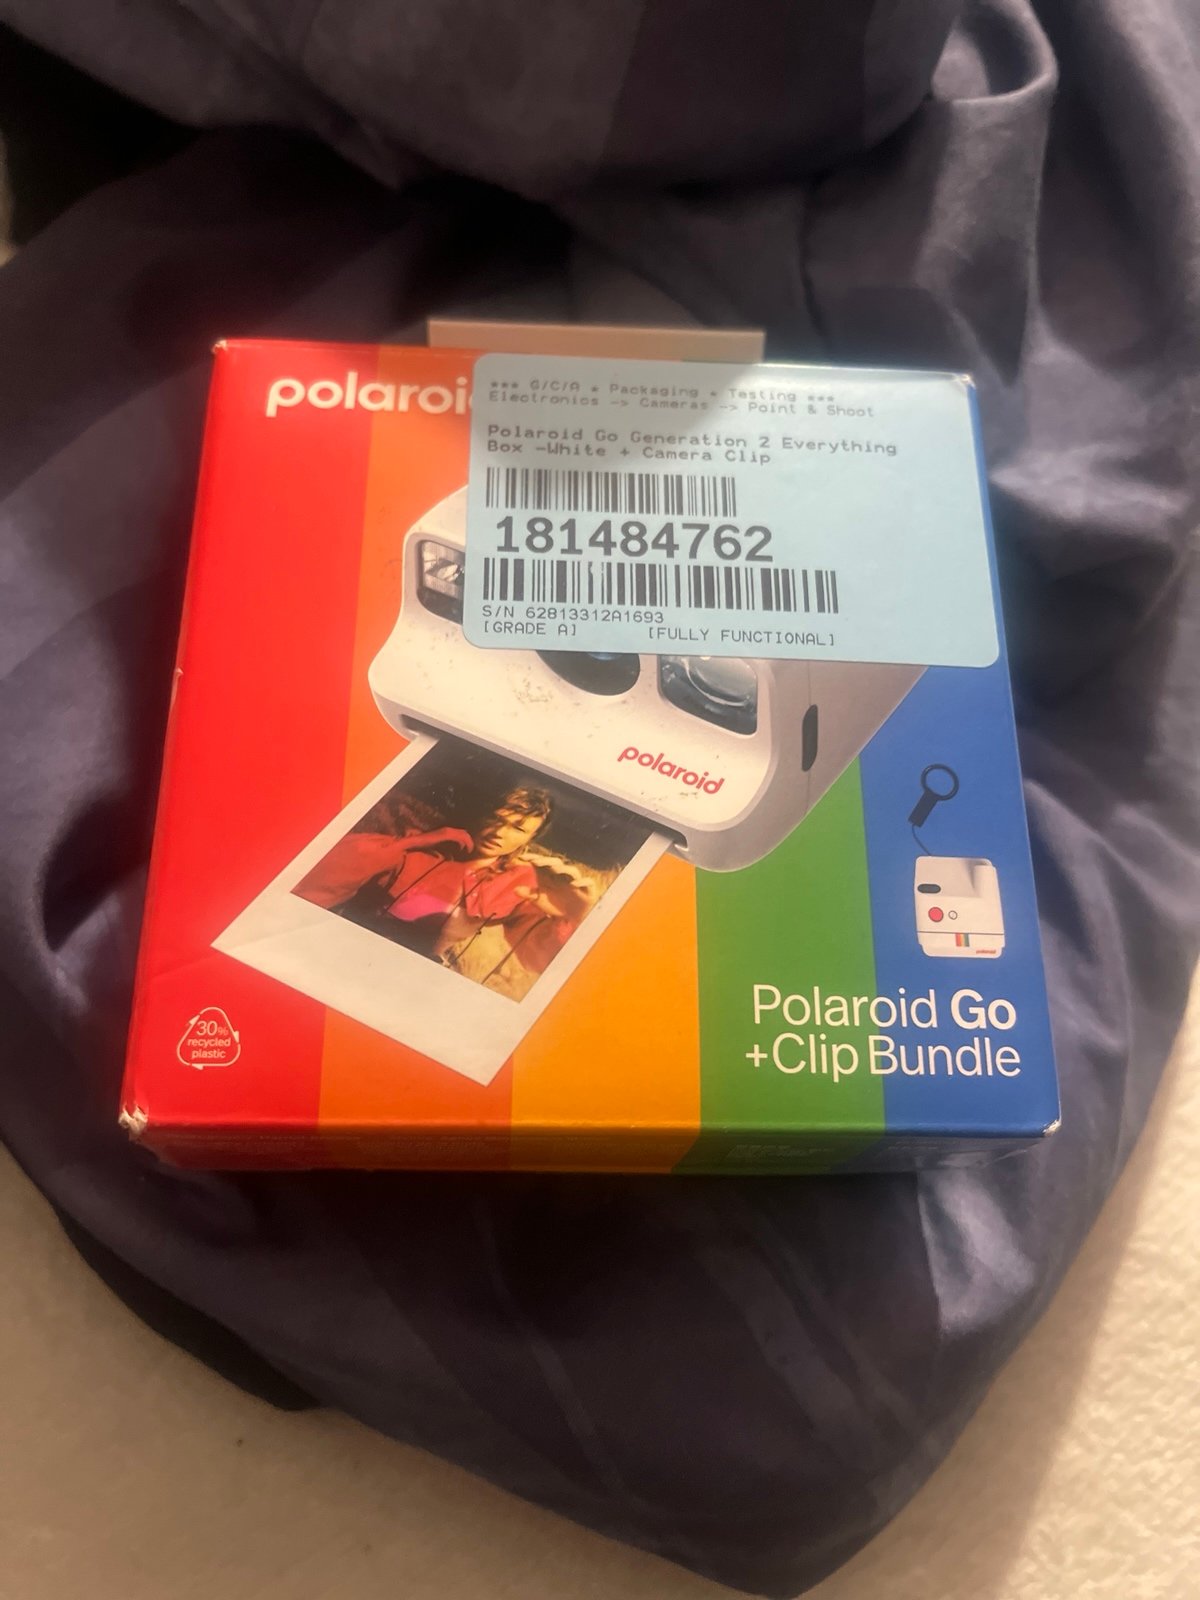 polaroi
*** G/C/A * Packaging * Testing ***
Electronics -> Cameras -> Point & Shoot
Polaroid Go Generation 2 Everything
Box -White + Camera Clip
181484762
S/N 62813312A1693
[GRADE A] [FULLY FUNCTIONAL]
polaroid
polaroid
30%
recycled
plastic
Polaroid Go
+Clip Bundle